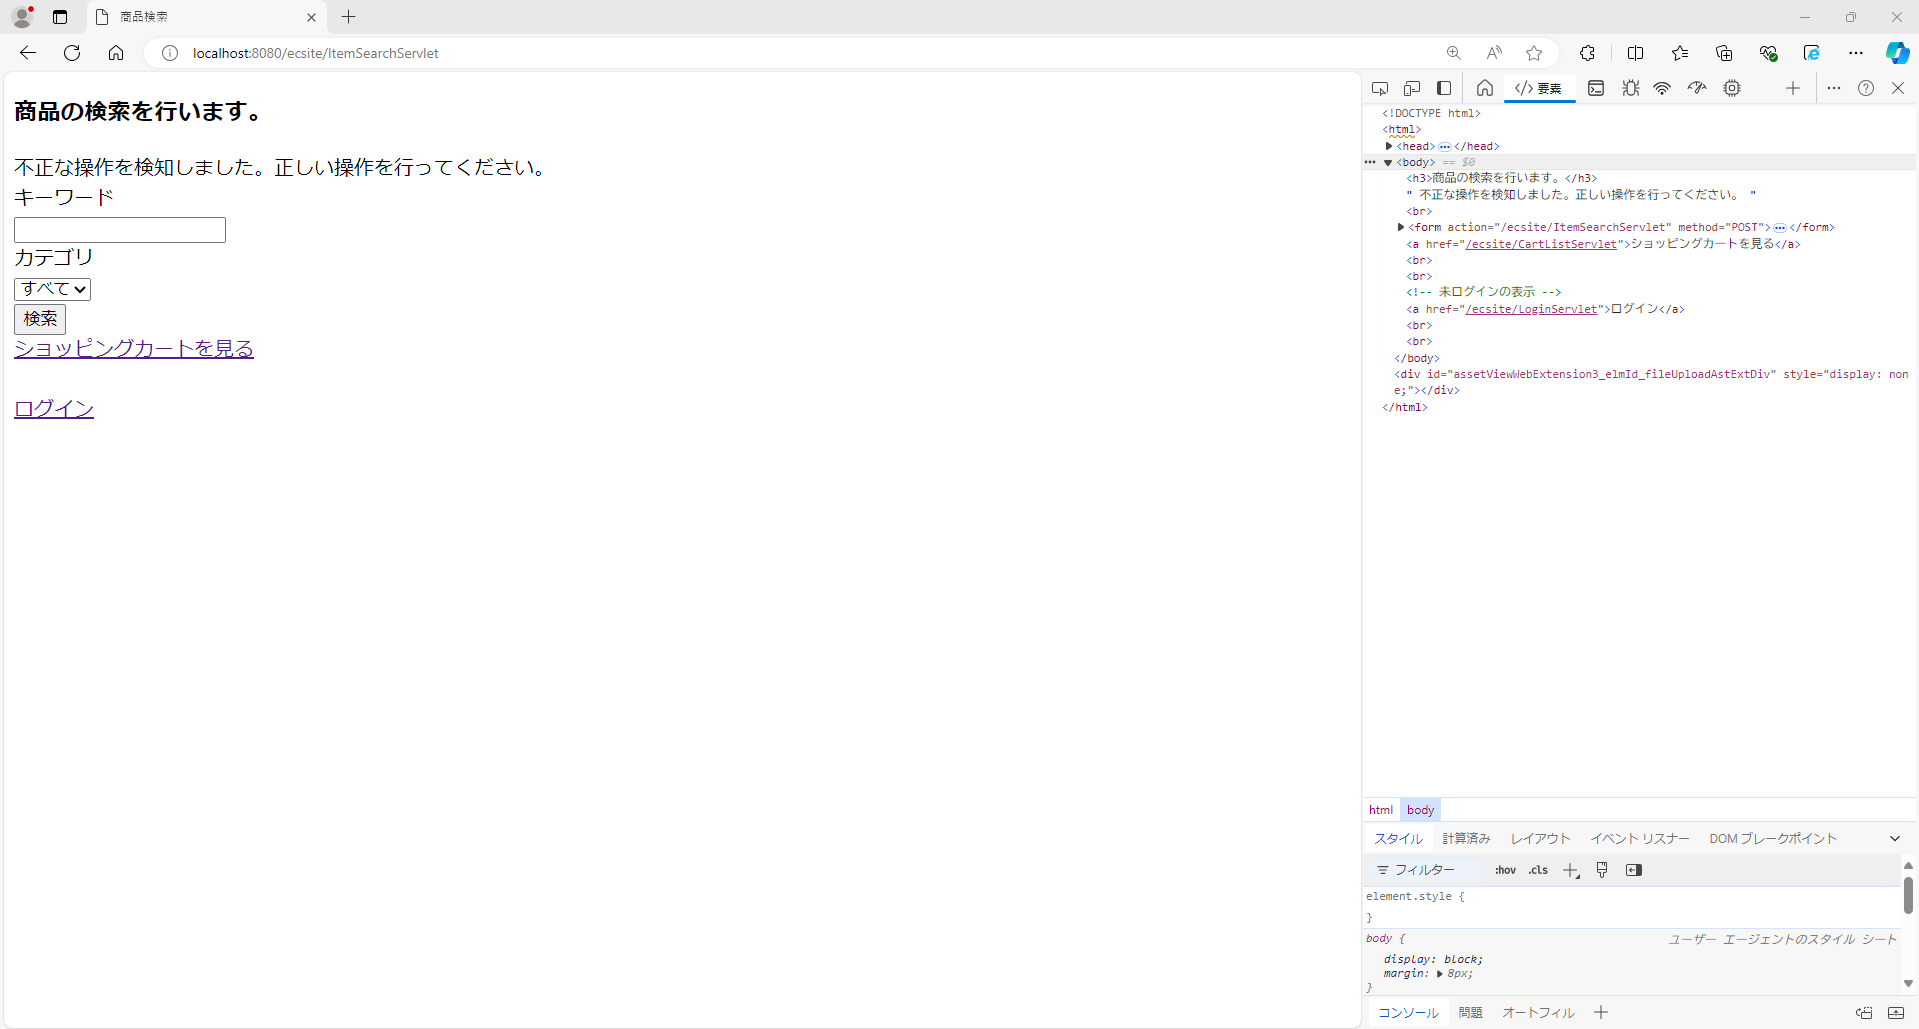 商品検索
localhost:8080/ecsite/ItemSearchServlet
商品の検索を行います。
不正な操作を検知しました。正しい操作を行ってください。
キーワード
カテゴリ
すべて
検索
ショッピングカートを見る
ログイン
</> 要素
<!DOCTYPE html>
<html>
<head>…</head>
<body> == $0
<h3>商品の検索を行います。</h3>
" 不正な操作を検知しました。正しい操作を行ってください。 "
<br>
<form action="/ecsite/ItemSearchServlet" method="POST">…</form>
<a href="/ecsite/CartListServlet">ショッピングカートを見る</a>
<br>
<br>
<!-- 未ログインの表示 -->
<a href="/ecsite/LoginServlet">ログイン</a>
<br>
<br>
</body>
<div id="assetViewWebExtension3_elmId_fileUploadAstExtDiv" style="display: non
e;"></div>
</html>
html body
スタイル 計算済み レイアウト イベント リスナー DOM ブレークポイント
フィルター :hov .cls
element.style {
}
body { ユーザー エージェントのスタイル シート
display: block;
margin: 8px;
}
コンソール 問題 オートフィル